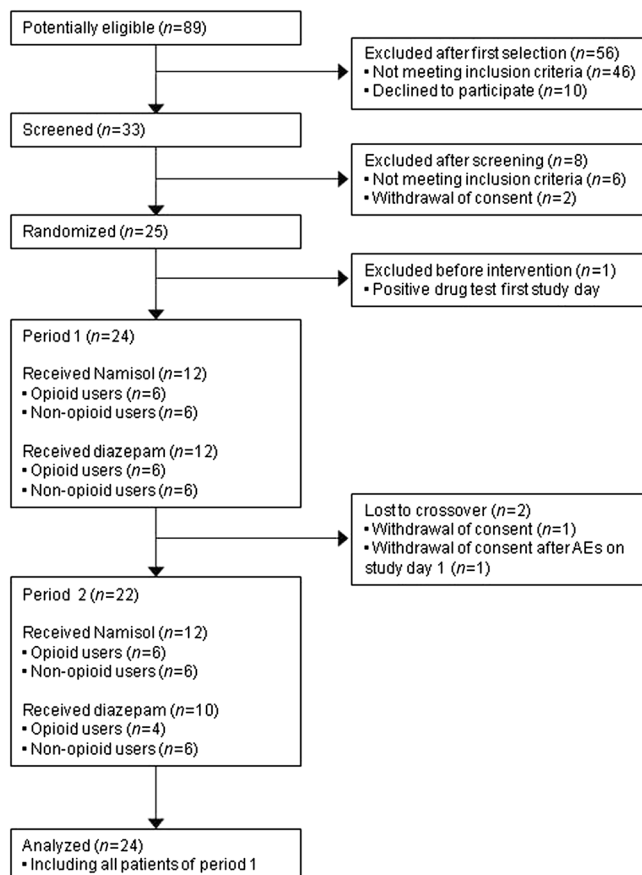 Potentially eligible (n=89)
Excluded after first selection (n=56)
▪ Not meeting inclusion criteria (n=46)
▪ Declined to participate (n=10)
Screened (n=33)
Excluded after screening (n=8)
▪ Not meeting inclusion criteria (n=6)
▪ Withdrawal of consent (n=2)
Randomized (n=25)
Excluded before intervention (n=1)
▪ Positive drug test first study day
Period 1 (n=24)
Received Namisol (n=12)
▪ Opioid users (n=6)
▪ Non-opioid users (n=6)
Received diazepam (n=12)
▪ Opioid users (n=6)
▪ Non-opioid users (n=6)
Lost to crossover (n=2)
▪ Withdrawal of consent (n=1)
▪ Withdrawal of consent after AEs on
study day 1 (n=1)
Period 2 (n=22)
Received Namisol (n=12)
▪ Opioid users (n=6)
▪ Non-opioid users (n=6)
Received diazepam (n=10)
▪ Opioid users (n=4)
▪ Non-opioid users (n=6)
Analyzed (n=24)
▪ Including all patients of period 1